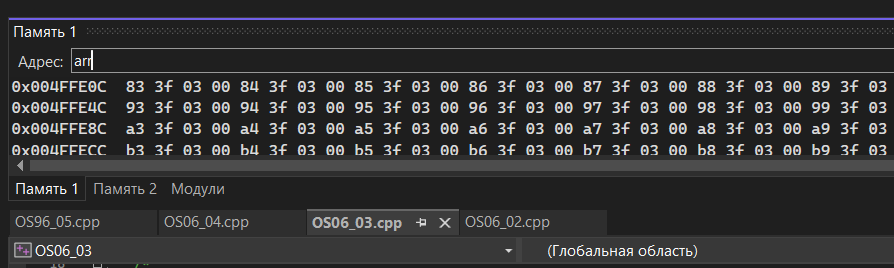 Память 1
Адрес: arr
0x004FFE0C 83 3f 03 00 84 3f 03 00 85 3f 03 00 86 3f 03 00 87 3f 03 00 88 3f 03 00 89 3f 03
0x004FFE4C 93 3f 03 00 94 3f 03 00 95 3f 03 00 96 3f 03 00 97 3f 03 00 98 3f 03 00 99 3f 03
0x004FFE8C a3 3f 03 00 a4 3f 03 00 a5 3f 03 00 a6 3f 03 00 a7 3f 03 00 a8 3f 03 00 a9 3f 03
0x004FFECC b3 3f 03 00 b4 3f 03 00 b5 3f 03 00 b6 3f 03 00 b7 3f 03 00 b8 3f 03 00 b9 3f 03
Память 1 Память 2 Модули
OS96_05.cpp OS06_04.cpp OS06_03.cpp OS06_02.cpp
OS06_03 (Глобальная область)